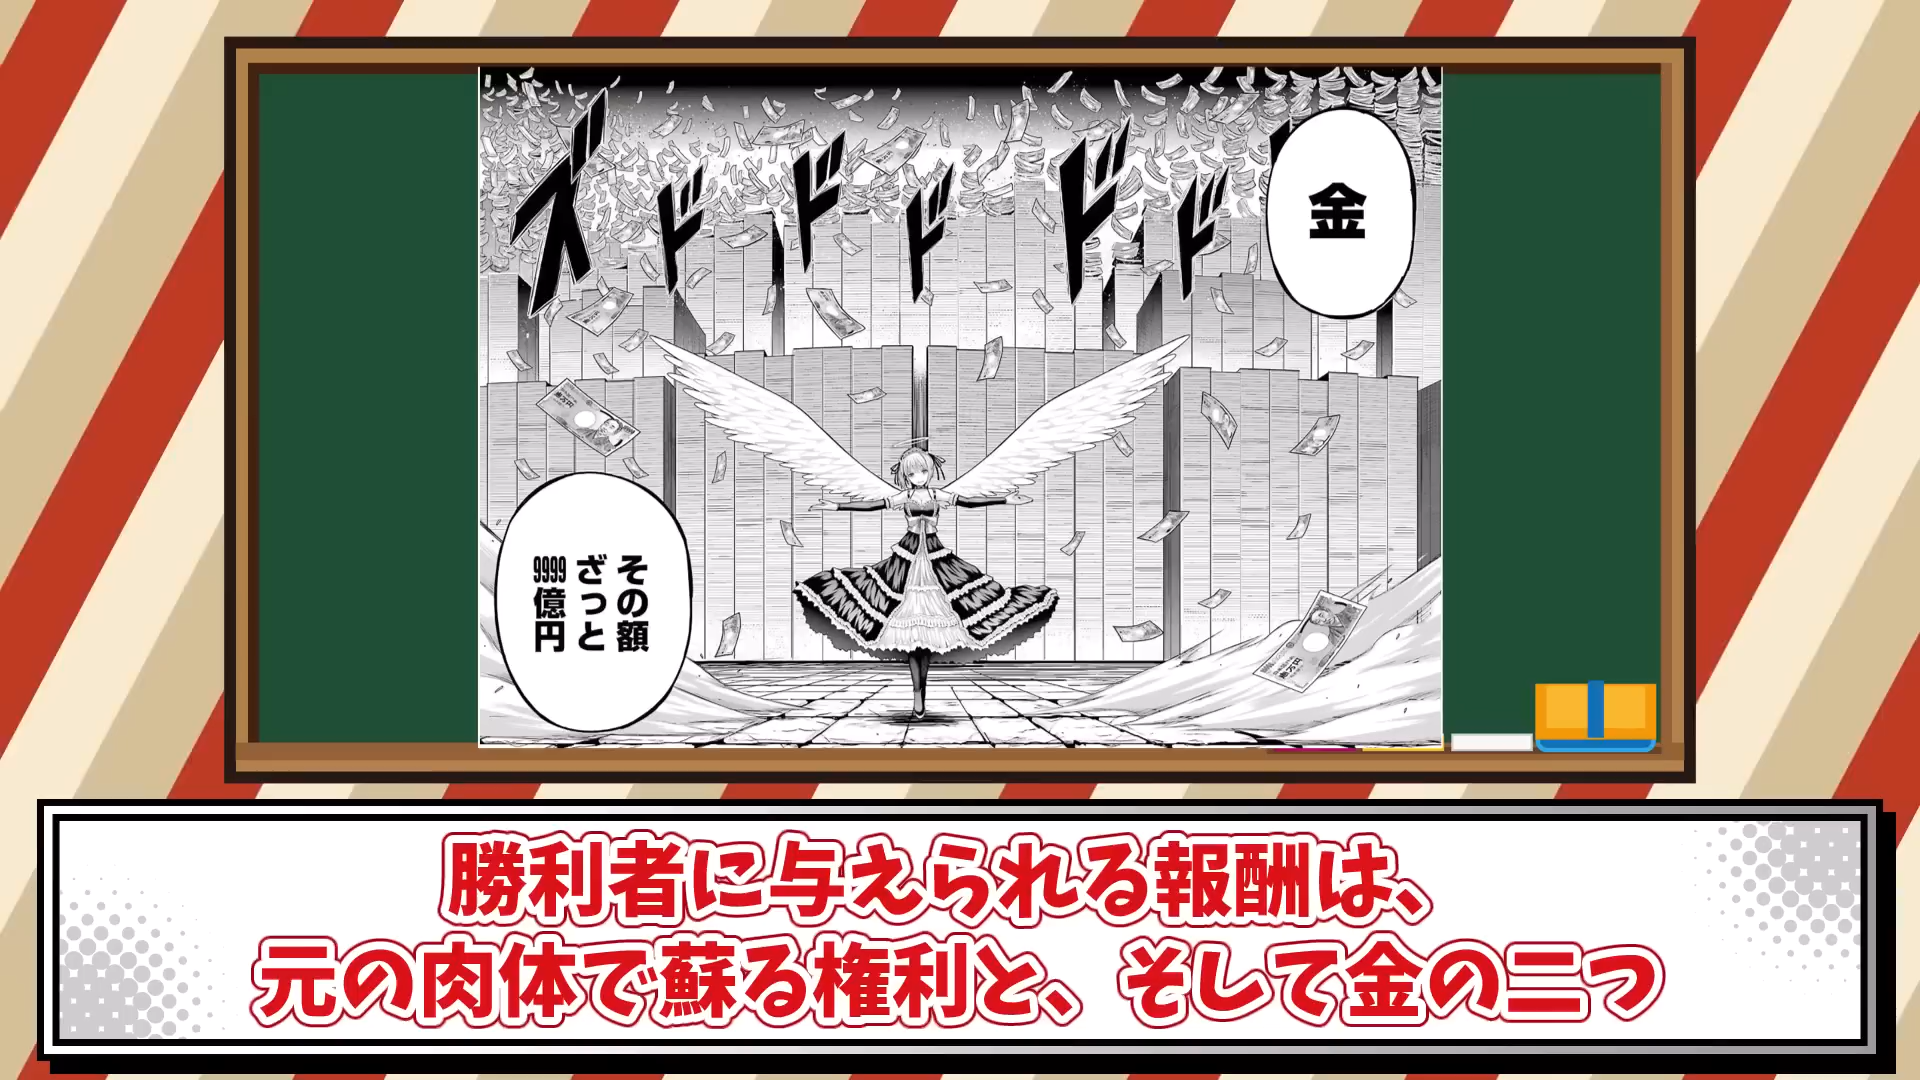 金
ズドドドドド
その額
ざっと
9999億円
勝利者に与えられる報酬は、
元の肉体で蘇る権利と、そして金の二つ